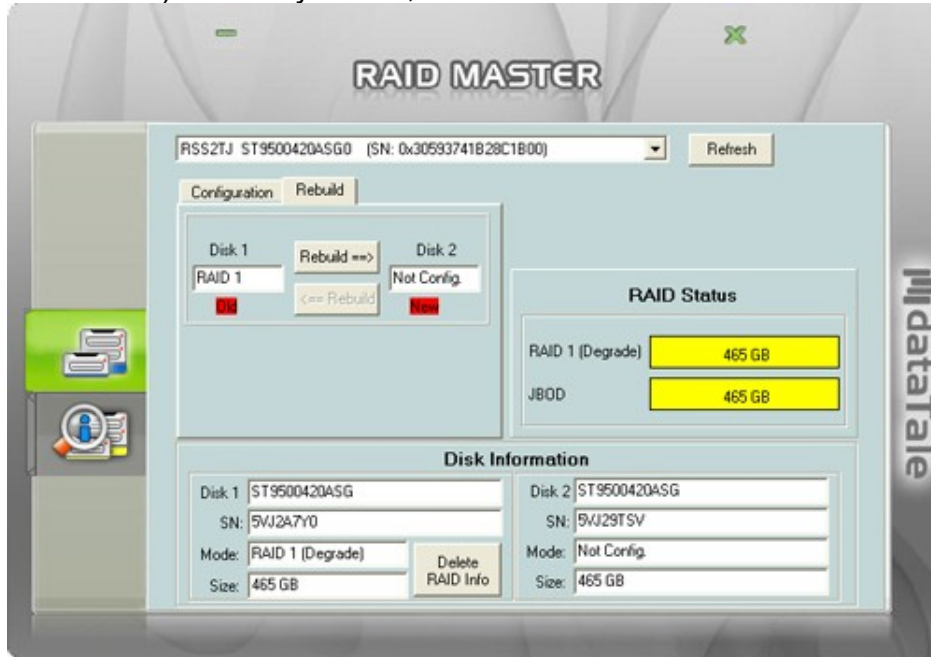 RAID MASTER
RSS2TJ ST9500420ASG0 (SN: 0x30593741B28C1B00)
Refresh
Configuration
Rebuild
Disk 1
Rebuild ==>
Disk 2
RAID 1
Not Config.
Old
<== Rebuild
New
RAID Status
RAID 1 (Degrade)
465 GB
JBOD
465 GB
dataTale
Disk Information
Disk 1 ST9500420ASG
SN: 5VJ2A7Y0
Mode: RAID 1 (Degrade)
Size: 465 GB
Delete
RAID Info
Disk 2 ST9500420ASG
SN: 5VJ29TSV
Mode: Not Config.
Size: 465 GB